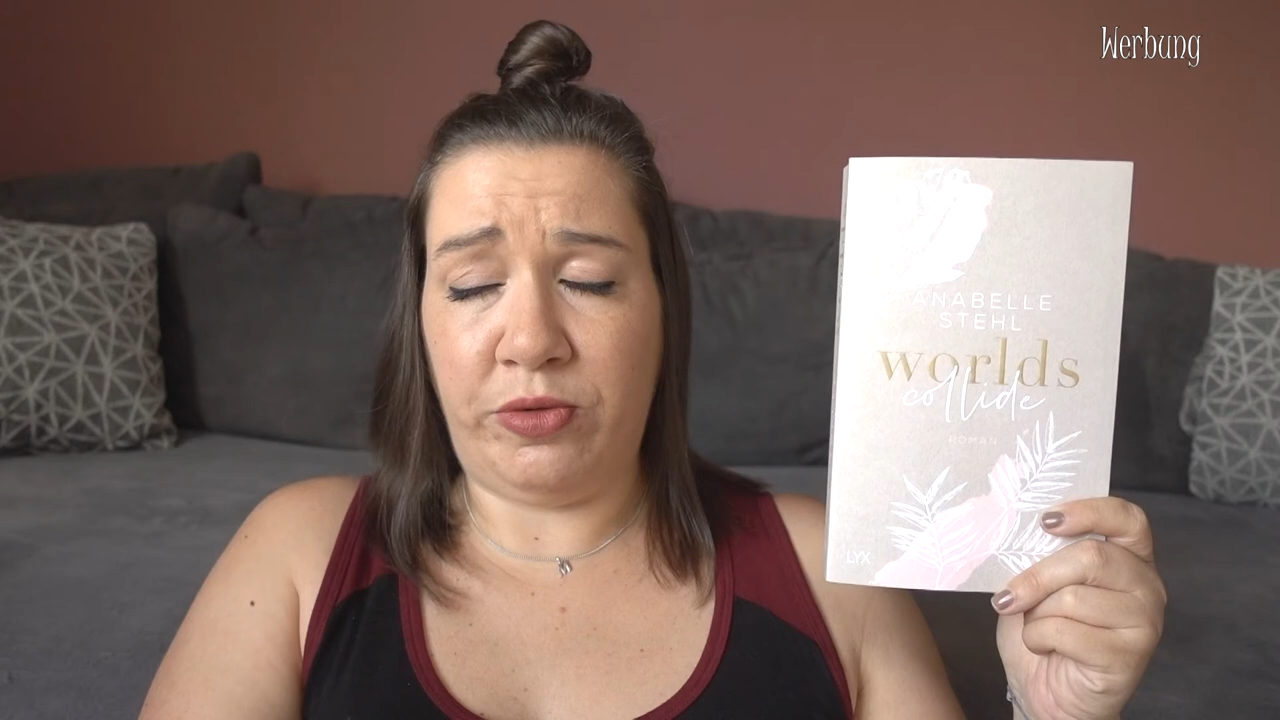 Werbung
ANABELLE
STEHL
worlds
collide
ROMAN
LYX